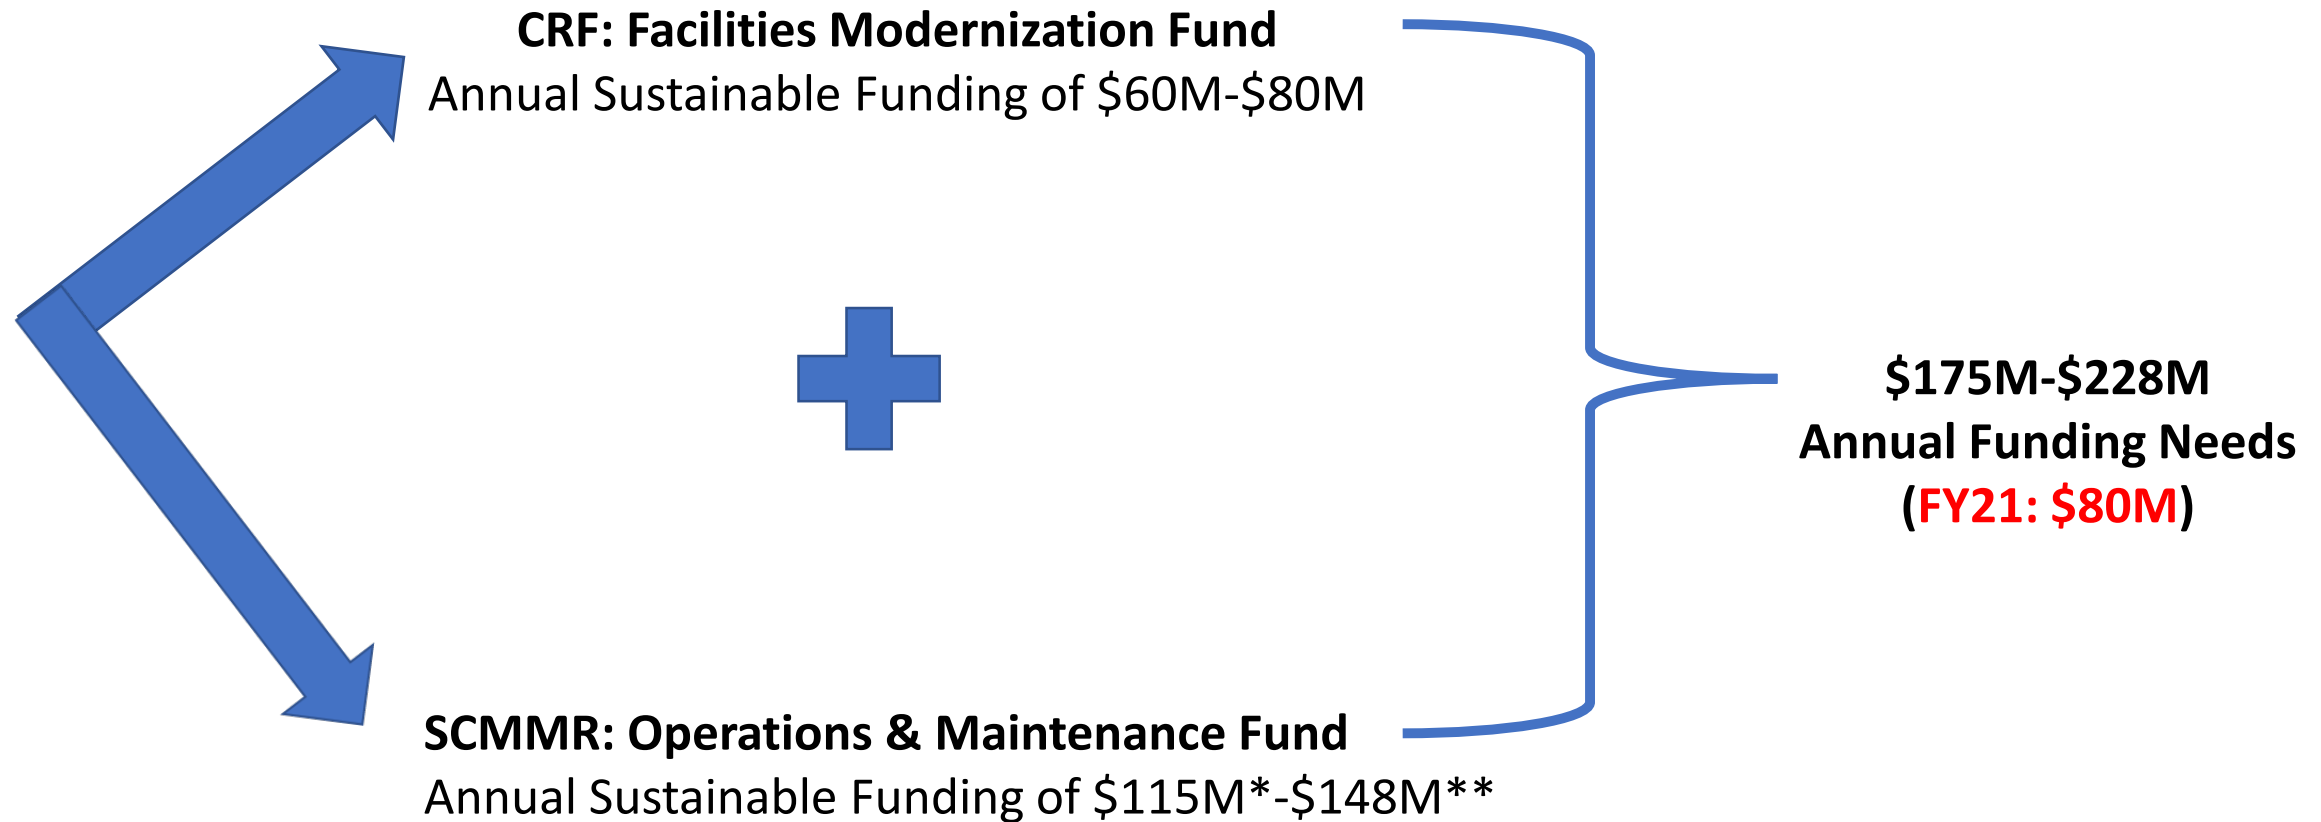 CRF: Facilities Modernization Fund
Annual Sustainable Funding of $60M-$80M
$175M-$228M
Annual Funding Needs
(FY21: $80M)
SCMMR: Operations & Maintenance Fund
Annual Sustainable Funding of $115M*-$148M**